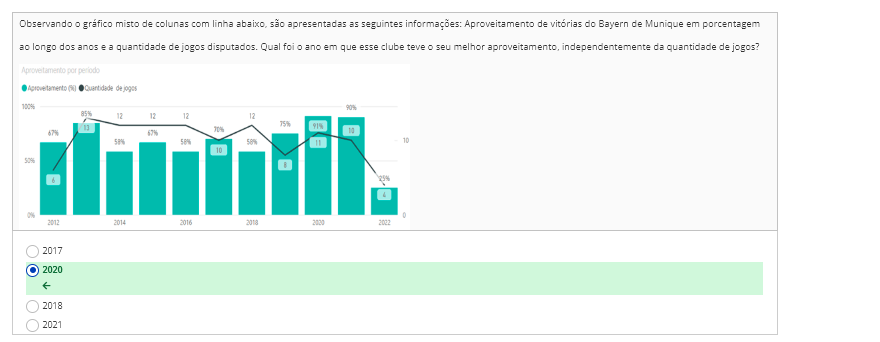 Observando o gráfico misto de colunas com linha abaixo, são apresentadas as seguintes informações: Aproveitamento de vitórias do Bayern de Munique em porcentagem
ao longo dos anos e a quantidade de jogos disputados. Qual foi o ano em que esse clube teve o seu melhor aproveitamento, independentemente da quantidade de jogos?
Aproveitamento por período
Aproveitamento (%) Quantidade de jogos
100% 50% 0%
67% 85% 58% 67% 58% 70% 58% 75% 91% 90% 25%
6 13 12 12 12 10 12 8 11 10 4
10 0
2012 2014 2016 2018 2020 2022
2017
2020
←
2018
2021